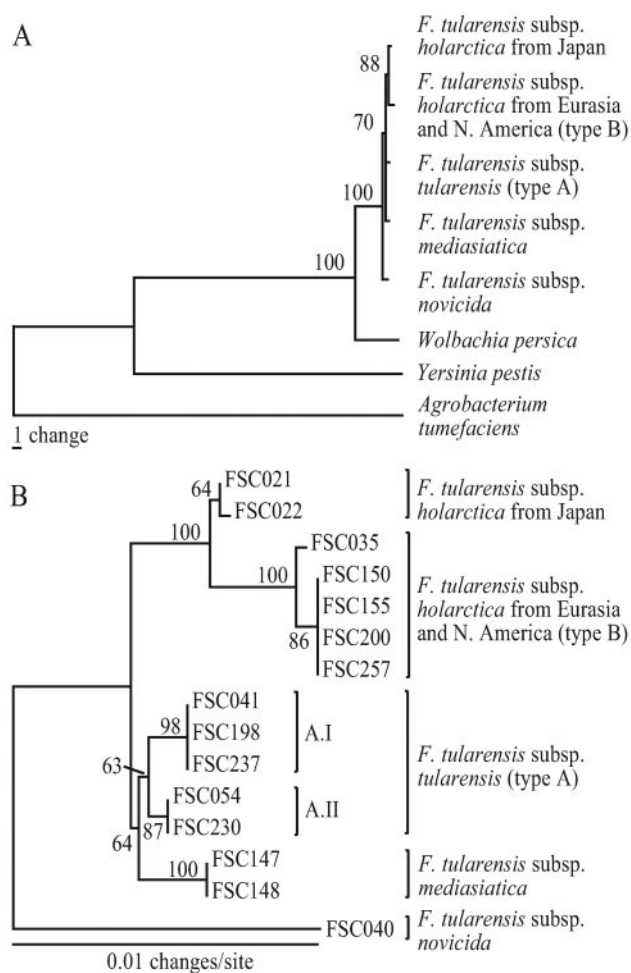 A
88
F. tularensis subsp.
holarctica from Japan
70
F. tularensis subsp.
holarctica from Eurasia
and N. America (type B)
100
F. tularensis subsp.
tularensis (type A)
F. tularensis subsp.
mediasiatica
100
F. tularensis subsp.
novicida
Wolbachia persica
Yersinia pestis
Agrobacterium
tumefaciens
1 change
B
64
FSC021
FSC022
F. tularensis subsp.
holarctica from Japan
100
FSC035
100
FSC150
FSC155
FSC200
FSC257
86
F. tularensis subsp.
holarctica from Eurasia
and N. America (type B)
FSC041
98
FSC198
FSC237
A.I
63
FSC054
87
FSC230
A.II
F. tularensis subsp.
tularensis (type A)
64
100
FSC147
FSC148
F. tularensis subsp.
mediasiatica
FSC040
F. tularensis subsp.
novicida
0.01 changes/site